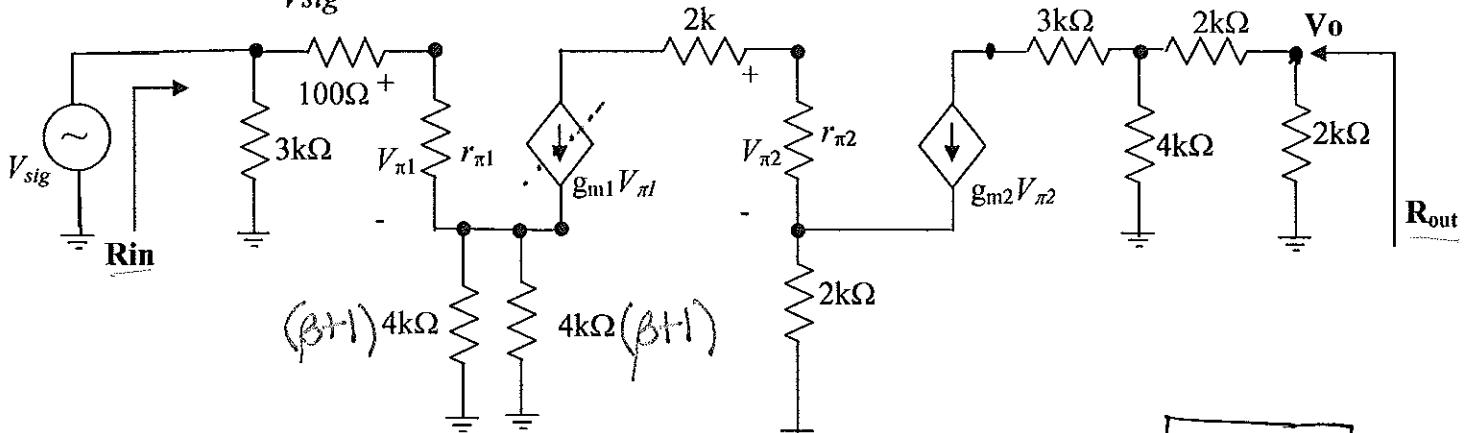 Vsig
3kΩ 2kΩ Vo
2k
100Ω +
+
3kΩ
Vπ1 rπ1
gm1Vπ1
Vπ2 rπ2
gm2Vπ2
4kΩ
2kΩ
Vsig
-
-
Rin
Rout
(β+1) 4kΩ
4kΩ (β+1)
2kΩ